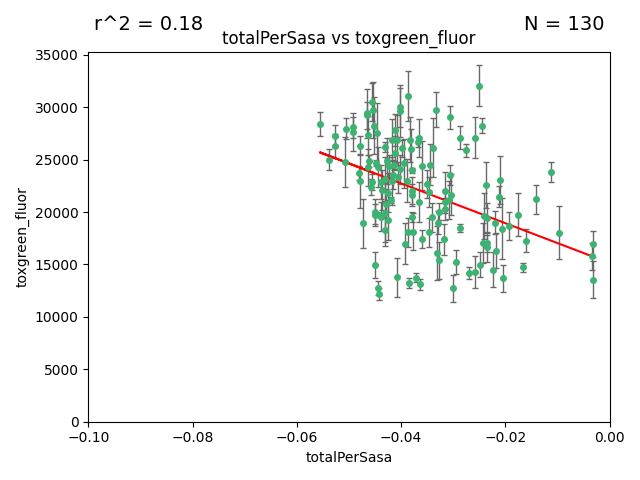 r^2 = 0.18
N = 130
totalPerSasa vs toxgreen_fluor
35000
30000
25000
20000
15000
10000
5000
0
toxgreen_fluor
−0.10
−0.08
−0.06
−0.04
−0.02
0.00
totalPerSasa